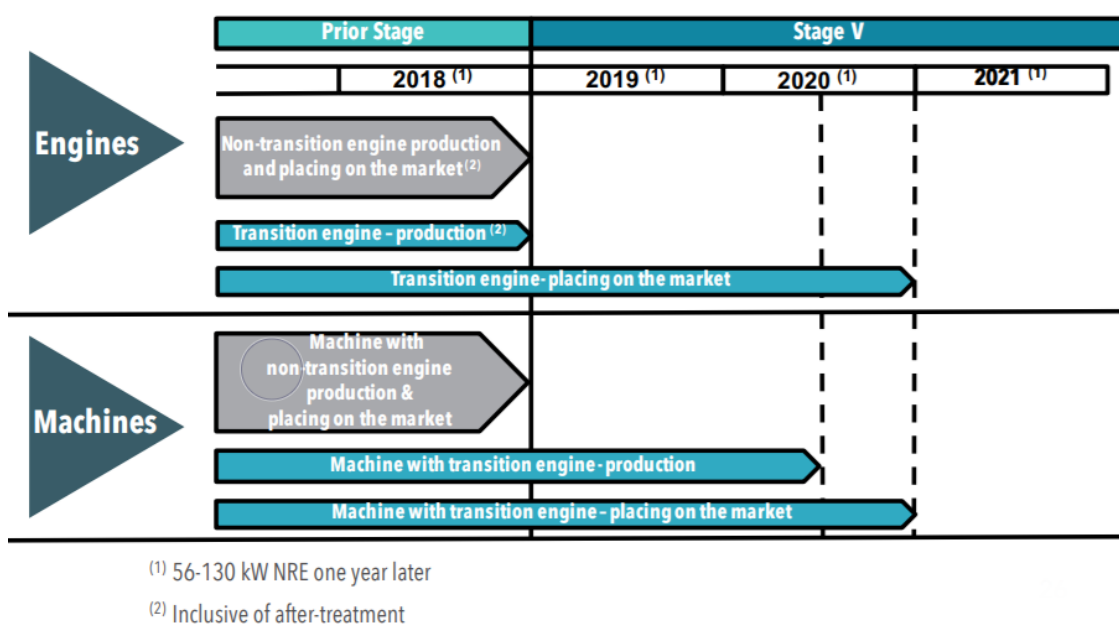 Prior Stage
Stage V
2018 (1)
2019 (1)
2020 (1)
2021 (1)
Engines
Non-transition engine production
and placing on the market (2)
Transition engine – production (2)
Transition engine- placing on the market
Machines
Machine with
non-transition engine
production &
placing on the market
Machine with transition engine - production
Machine with transition engine – placing on the market
(1) 56-130 kW NRE one year later
(2) Inclusive of after-treatment